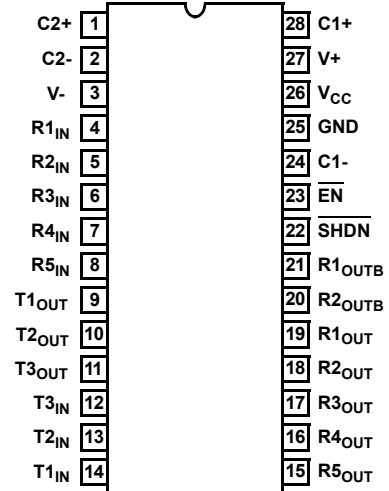 C2+ 1 28 C1+
C2- 2 27 V+
V- 3 26 VCC
R1IN 4 25 GND
R2IN 5 24 C1-
R3IN 6 23 EN
R4IN 7 22 SHDN
R5IN 8 21 R1OUTB
T1OUT 9 20 R2OUTB
T2OUT 10 19 R1OUT
T3OUT 11 18 R2OUT
T3IN 12 17 R3OUT
T2IN 13 16 R4OUT
T1IN 14 15 R5OUT